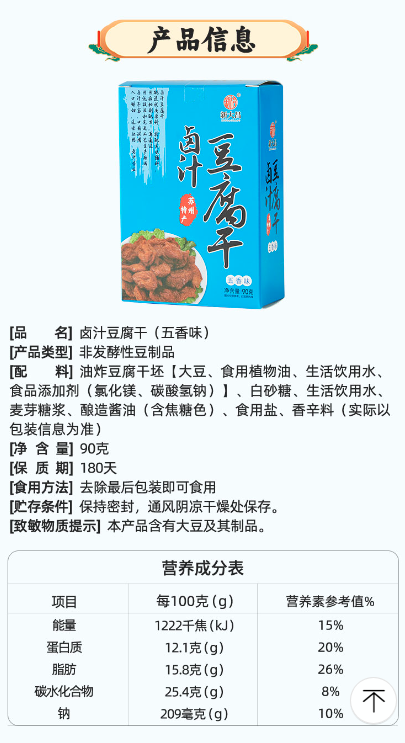 产品信息
卤汁
豆腐干
苏州
特产
五香味
净含量:90克
[品 名] 卤汁豆腐干（五香味）
[产品类型] 非发酵性豆制品
[配 料] 油炸豆腐干坯【大豆、食用植物油、生活饮用水、
食品添加剂（氯化镁、碳酸氢钠）】、白砂糖、生活饮用水、
麦芽糖浆、酿造酱油（含焦糖色）、食用盐、香辛料（实际以
包装信息为准）
[净 含 量] 90克
[保 质 期] 180天
[食用方法] 去除最后包装即可食用
[贮存条件] 保持密封，通风阴凉干燥处保存。
[致敏物质提示] 本产品含有大豆及其制品。
营养成分表
项目 每100克(g) 营养素参考值%
能量 1222千焦(kJ) 15%
蛋白质 12.1克(g) 20%
脂肪 15.8克(g) 26%
碳水化合物 25.4克(g) 8%
钠 209毫克(g) 10%